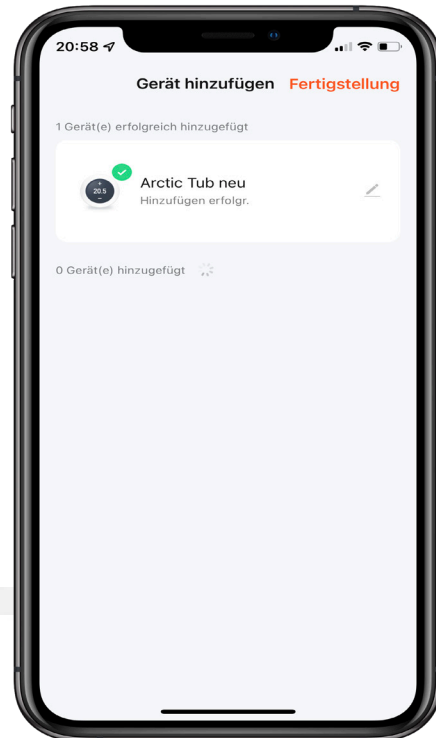 20:58
Gerät hinzufügen Fertigstellung
1 Gerät(e) erfolgreich hinzugefügt
20.5
Arctic Tub neu
Hinzufügen erfolgr.
0 Gerät(e) hinzugefügt